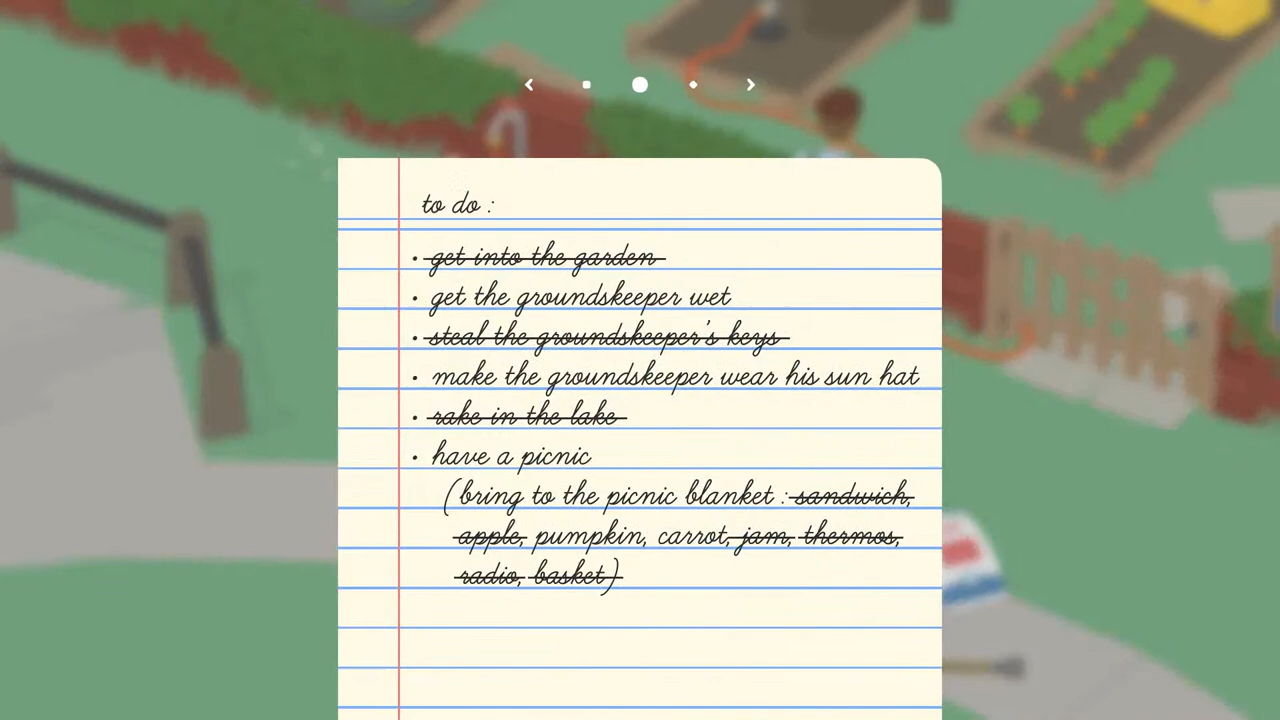 to do :
• get into the garden
• get the groundskeeper wet
• steal the groundskeeper's keys
• make the groundskeeper wear his sun hat
• rake in the lake
• have a picnic
(bring to the picnic blanket : sandwich,
apple, pumpkin, carrot, jam, thermos,
radio, basket)